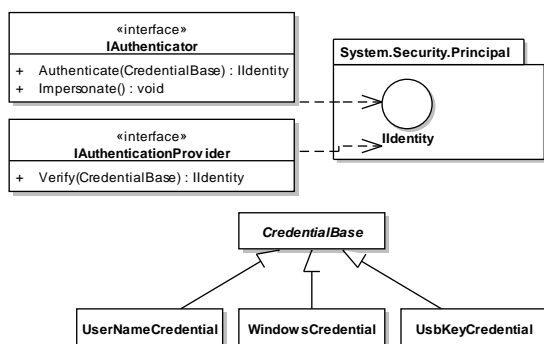 «interface»
IAuthenticator
+ Authenticate(CredentialBase) : IIdentity
+ Impersonate() : void
System.Security.Principal
IIdentity
«interface»
IAuthenticationProvider
+ Verify(CredentialBase) : IIdentity
CredentialBase
UserNameCredential
WindowsCredential
UsbKeyCredential